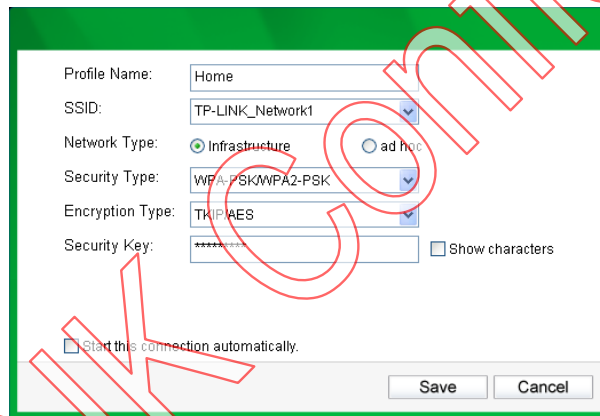 Profile Name: Home
SSID: TP-LINK_Network1
Network Type: Infrastructure ad hoc
Security Type: WPA-PSK/WPA2-PSK
Encryption Type: TKIP/AES
Security Key: ********* Show characters
Start this connection automatically.
Save Cancel